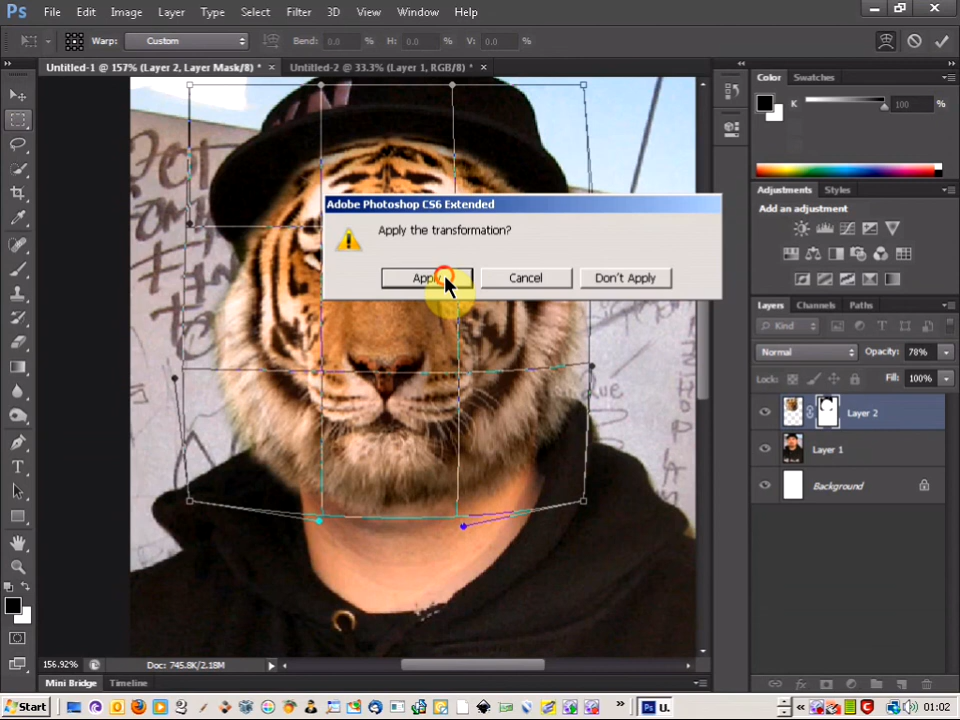 Ps File Edit Image Layer Type Select Filter 3D View Window Help
Warp: Custom Bend: 0.0 % H: 0.0 % V: 0.0 %
Untitled-1 @ 157% (Layer 2, Layer Mask/8) * × Untitled-2 @ 33.3% (Layer 1, RGB/8) * ×
Color Swatches
K 100 %
Adobe Photoshop CS6 Extended
Apply the transformation?
Apply Cancel Don't Apply
Adjustments Styles
Add an adjustment
Layers Channels Paths
Kind
Normal Opacity: 78%
Lock: Fill: 100%
Layer 2
Layer 1
Background
156.92% Doc: 745.8K/2.18M
Mini Bridge Timeline
Start Ps U. 01:02